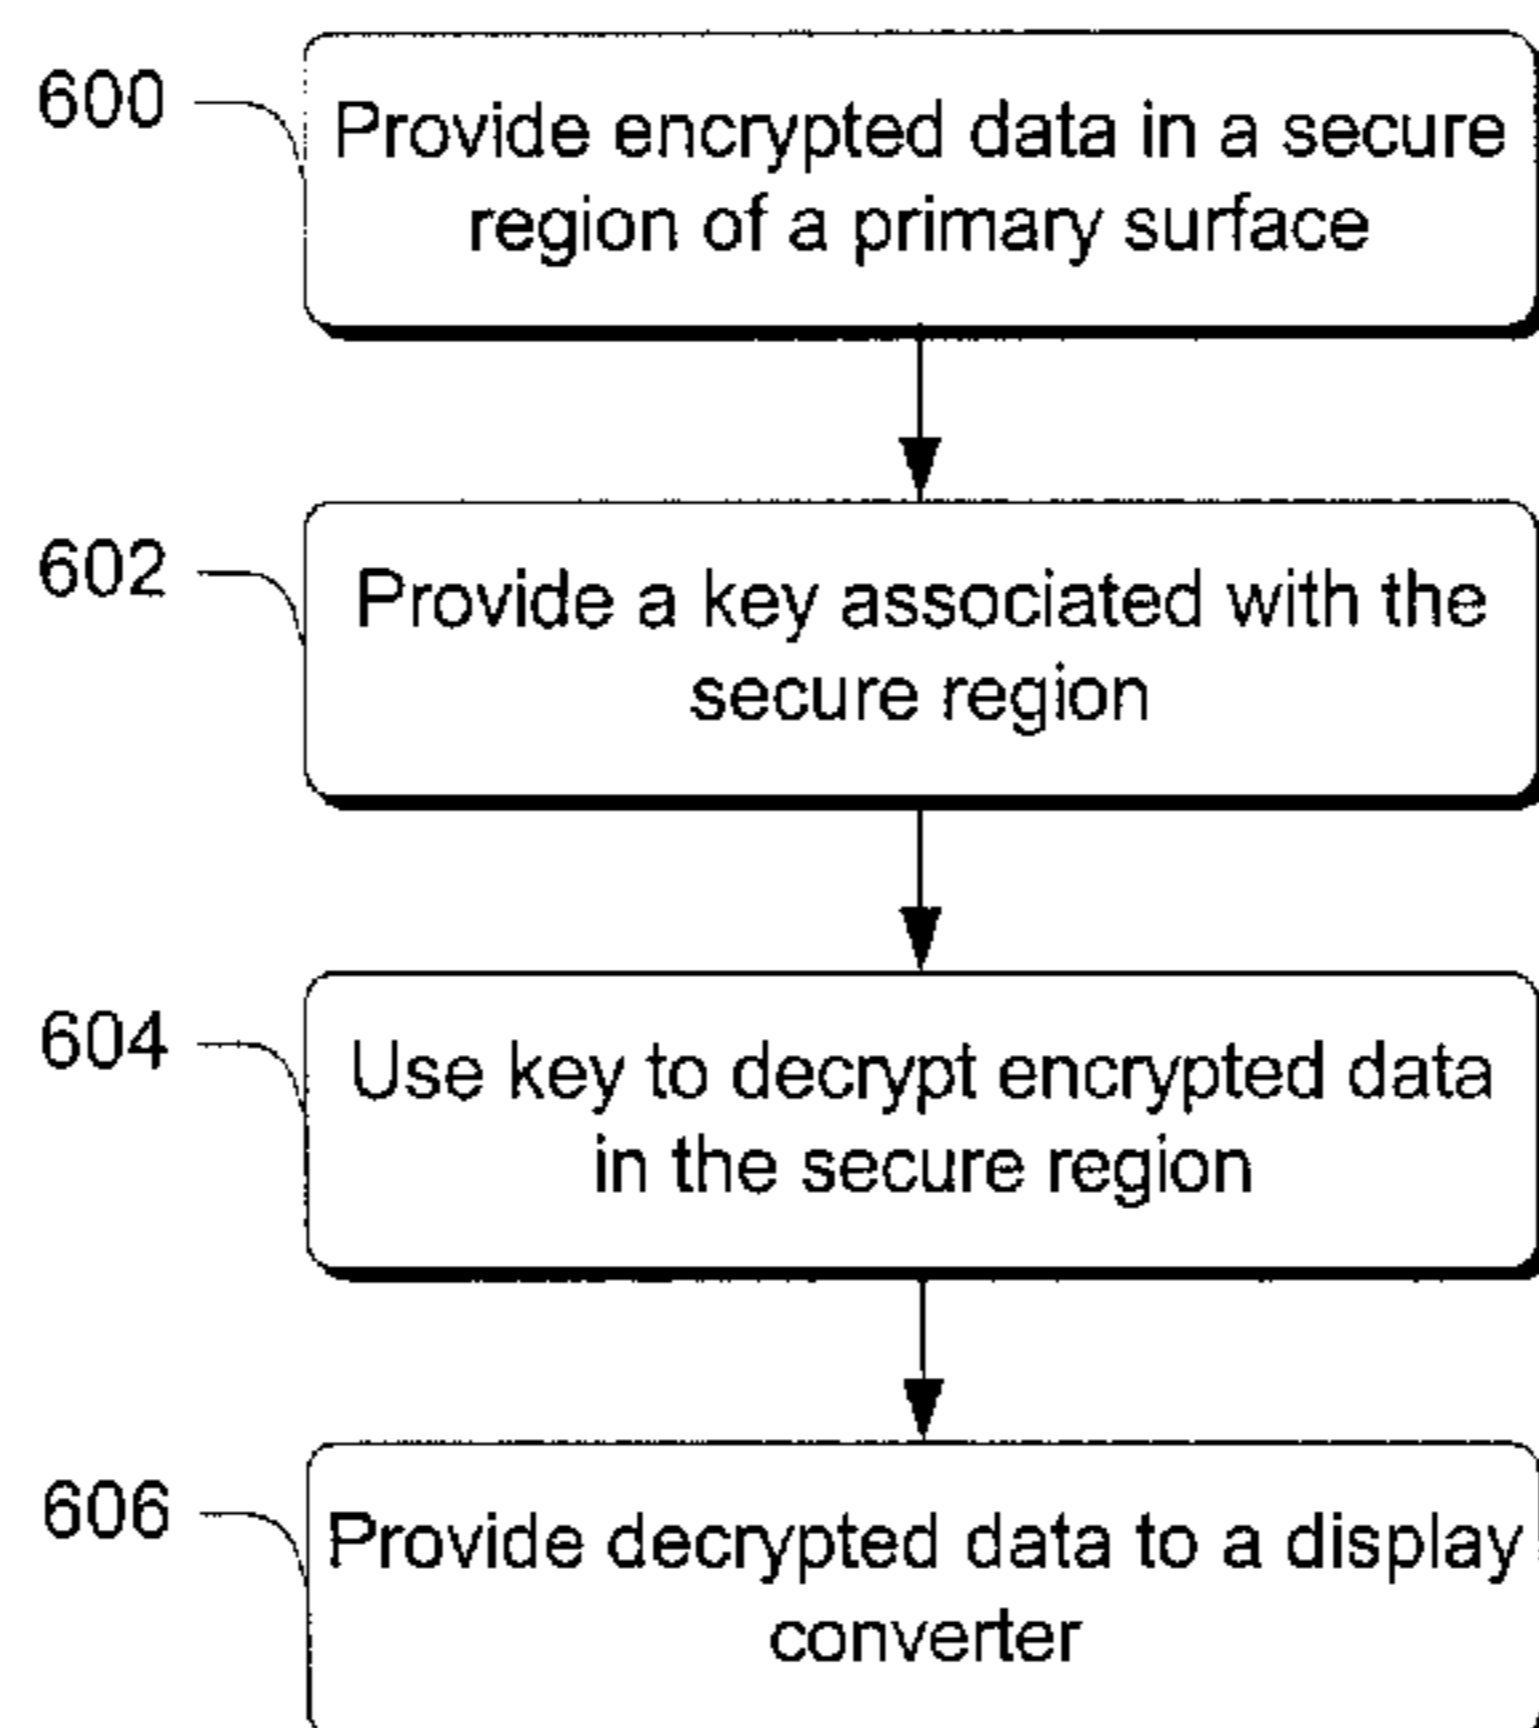 600
Provide encrypted data in a secure
region of a primary surface
602
Provide a key associated with the
secure region
604
Use key to decrypt encrypted data
in the secure region
606
Provide decrypted data to a display
converter